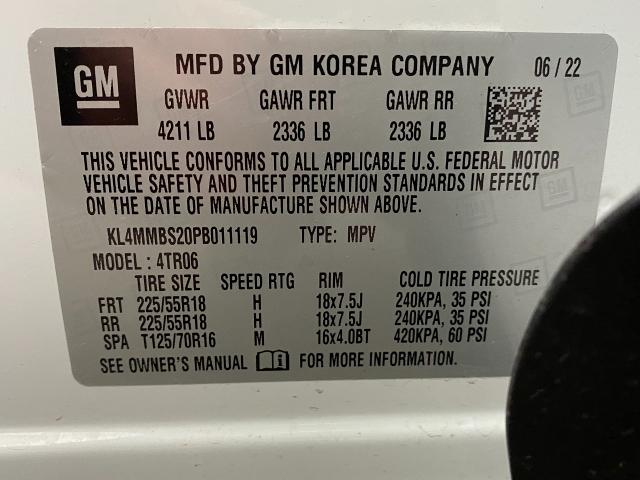 GM MFD BY GM KOREA COMPANY 06 / 22
GVWR GAWR FRT GAWR RR
4211 LB 2336 LB 2336 LB
THIS VEHICLE CONFORMS TO ALL APPLICABLE U.S. FEDERAL MOTOR
VEHICLE SAFETY AND THEFT PREVENTION STANDARDS IN EFFECT
ON THE DATE OF MANUFACTURE SHOWN ABOVE.
KL4MMBS20PB011119 TYPE: MPV
MODEL : 4TR06
TIRE SIZE SPEED RTG RIM COLD TIRE PRESSURE
FRT 225/55R18 H 18x7.5J 240KPA, 35 PSI
RR 225/55R18 H 18x7.5J 240KPA, 35 PSI
SPA T125/70R16 M 16x4.0BT 420KPA, 60 PSI
SEE OWNER'S MANUAL FOR MORE INFORMATION.